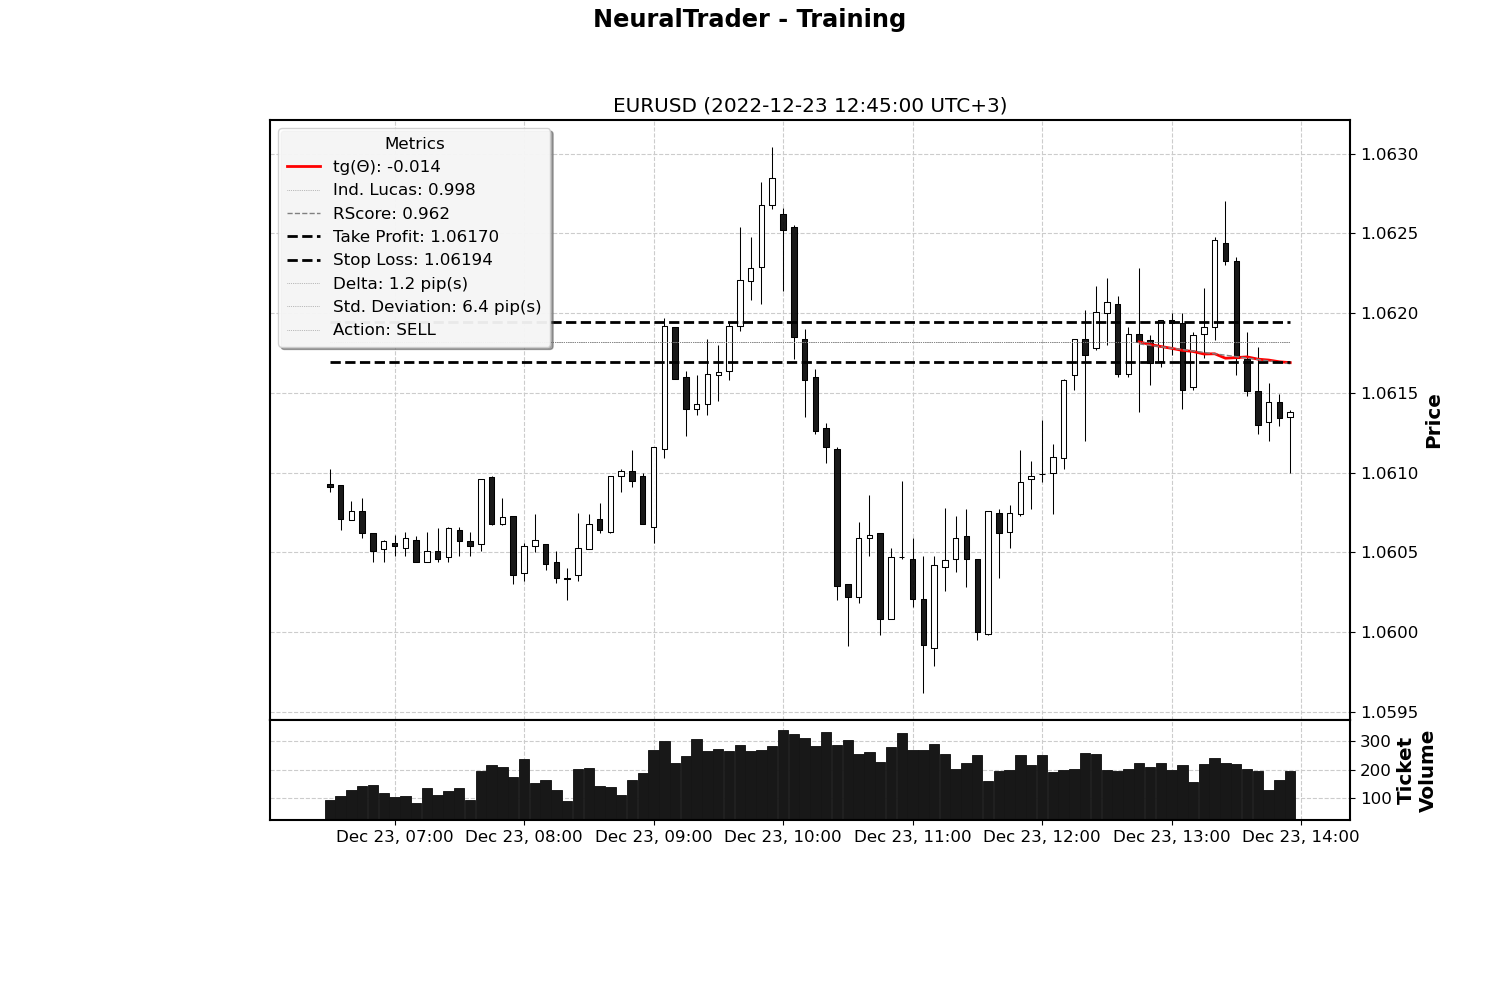 NeuralTrader - Training
EURUSD (2022-12-23 12:45:00 UTC+3)
Metrics
tg(Θ): -0.014
Ind. Lucas: 0.998
RScore: 0.962
Take Profit: 1.06170
Stop Loss: 1.06194
Delta: 1.2 pip(s)
Std. Deviation: 6.4 pip(s)
Action: SELL
1.0630
1.0625
1.0620
1.0615
1.0610
1.0605
1.0600
1.0595
Price
300
200
100
Ticket
Volume
Dec 23, 07:00 Dec 23, 08:00 Dec 23, 09:00 Dec 23, 10:00 Dec 23, 11:00 Dec 23, 12:00 Dec 23, 13:00 Dec 23, 14:00